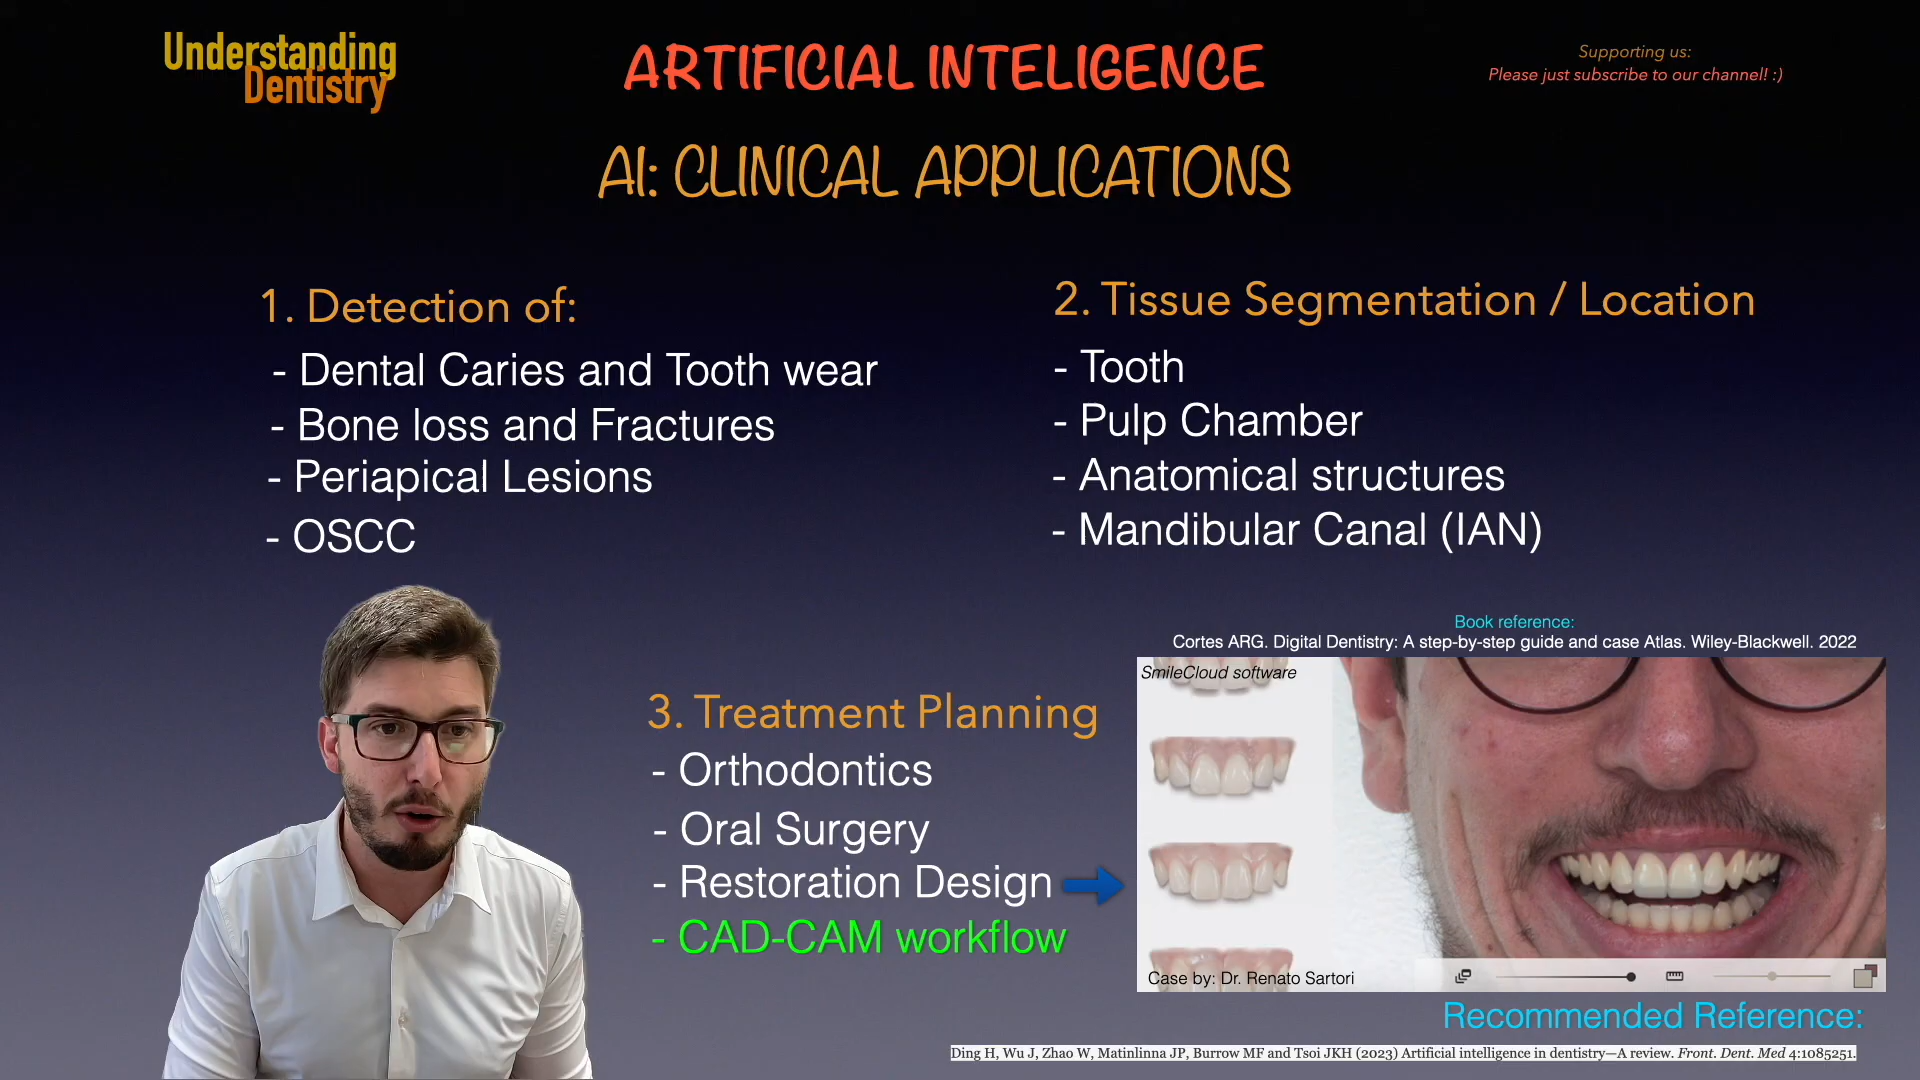 Understanding
Dentistry
ARTIFICIAL INTELIGENCE
Supporting us:
Please just subscribe to our channel! :)
AI: CLINICAL APPLICATIONS
1. Detection of:
- Dental Caries and Tooth wear
- Bone loss and Fractures
- Periapical Lesions
- OSCC
2. Tissue Segmentation / Location
- Tooth
- Pulp Chamber
- Anatomical structures
- Mandibular Canal (IAN)
3. Treatment Planning
- Orthodontics
- Oral Surgery
- Restoration Design
- CAD-CAM workflow
Book reference:
Cortes ARG. Digital Dentistry: A step-by-step guide and case Atlas. Wiley-Blackwell. 2022
SmileCloud software
Case by: Dr. Renato Sartori
Recommended Reference:
Ding H, Wu J, Zhao W, Matinlinna JP, Burrow MF and Tsoi JKH (2023) Artificial intelligence in dentistry—A review. Front. Dent. Med 4:1085251.